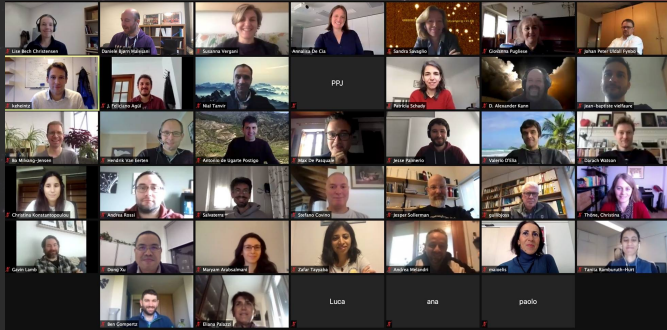 Lise Bech Christensen
Daniele Bjørn Malesani
Susanna Vergani
Annalisa De Cia
Sandra Savaglio
Giovanna Pugliese
Johan Peter Uldall Fynbo
keheintz
J. Feliciano Agüí
Nial Tanvir
PPJ
Patricia Schady
D. Alexander Kann
jean-baptiste vielfaure
Bo Milvang-Jensen
Hendrik Van Eerten
Antonio de Ugarte Postigo
Max De Pasquale
Jesse Palmerio
Valerio D'Elia
Darach Watson
Christina Konstantopoulou
Andrea Rossi
Salvaterra
Stefano Covino
Jesper Sollerman
Thöne, Christina
Gavin Lamb
Dong Xu
Maryam Arabsalmani
Zafar Tayyaba
Andrea Melandri
Tanita Ramburuth-Hurt
Ben Gompertz
Eliana Palazzi
Luca
ana
paolo